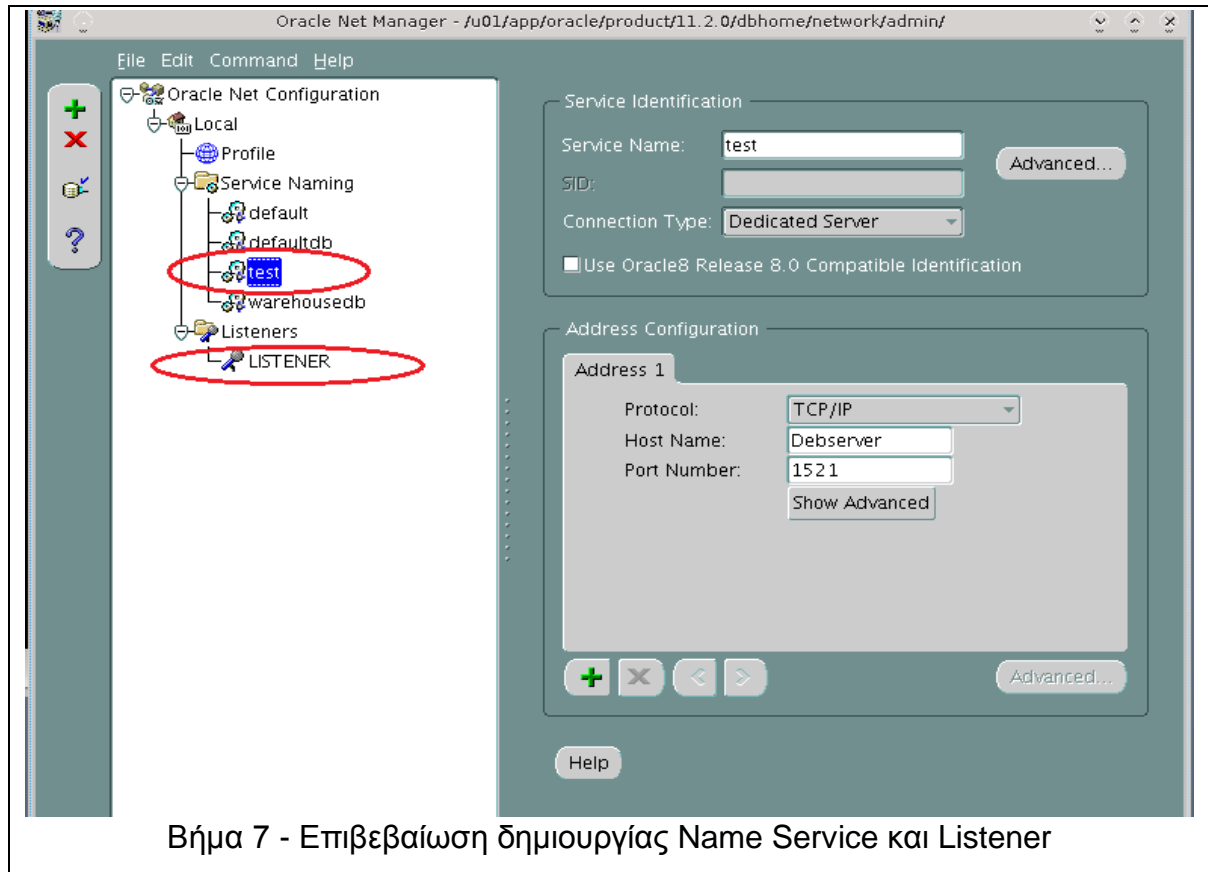 Oracle Net Manager - /u01/app/oracle/product/11.2.0/dbhome/network/admin/
File Edit Command Help
Oracle Net Configuration
Local
Profile
Service Naming
default
defaultdb
test
warehousedb
Listeners
LISTENER
Service Identification
Service Name: test
Advanced...
SID:
Connection Type: Dedicated Server
Use Oracle8 Release 8.0 Compatible Identification
Address Configuration
Address 1
Protocol: TCP/IP
Host Name: Debserver
Port Number: 1521
Show Advanced
Advanced...
Help
Βήμα 7 - Επιβεβαίωση δημιουργίας Name Service και Listener